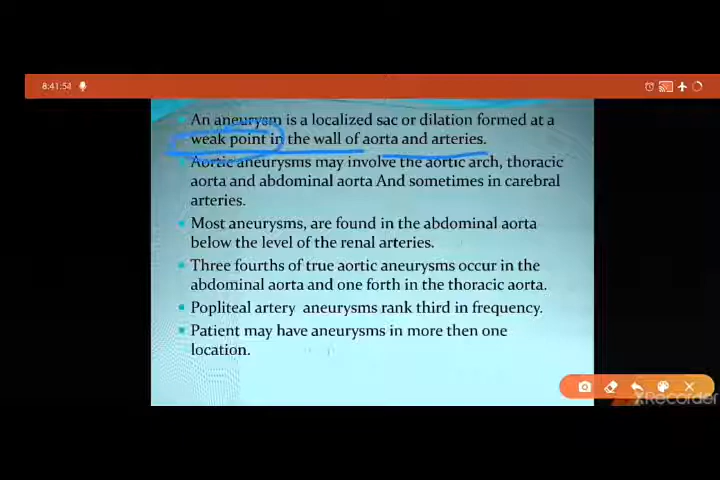 8:41:54
An aneurysm is a localized sac or dilation formed at a
weak point in the wall of aorta and arteries.
Aortic aneurysms may involve the aortic arch, thoracic
aorta and abdominal aorta And sometimes in carebral
arteries.
Most aneurysms, are found in the abdominal aorta
below the level of the renal arteries.
Three fourths of true aortic aneurysms occur in the
abdominal aorta and one forth in the thoracic aorta.
Popliteal artery aneurysms rank third in frequency.
Patient may have aneurysms in more then one
location.
XRecorder